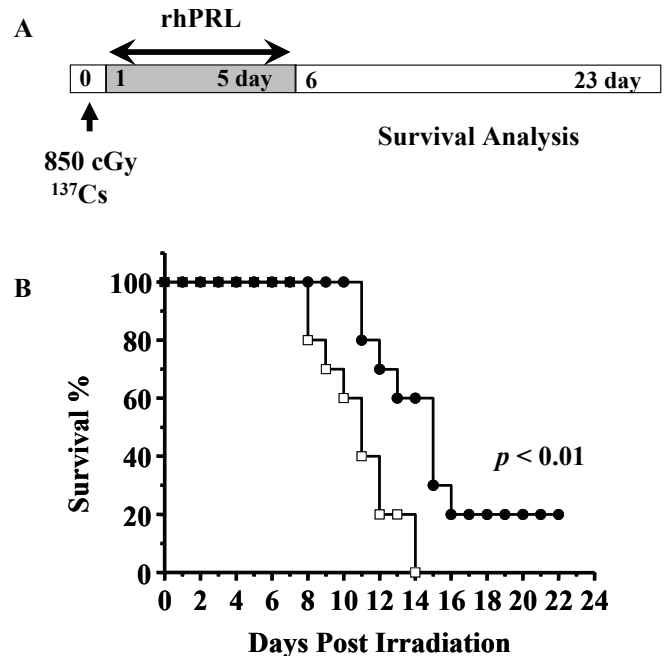 A
rhPRL
0 1 5 day 6 23 day
850 cGy
¹³⁷Cs
Survival Analysis
B
Survival %
100
80
60
40
20
0
p < 0.01
0 2 4 6 8 10 12 14 16 18 20 22 24
Days Post Irradiation